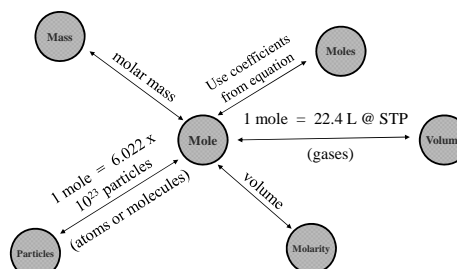 Mass
Moles
molar mass
Use coefficients
from equation
1 mole = 22.4 L @ STP
Mole
Volum
(gases)
1 mole = 6.022 x
10²³ particles
(atoms or molecules)
volume
Particles
Molarity